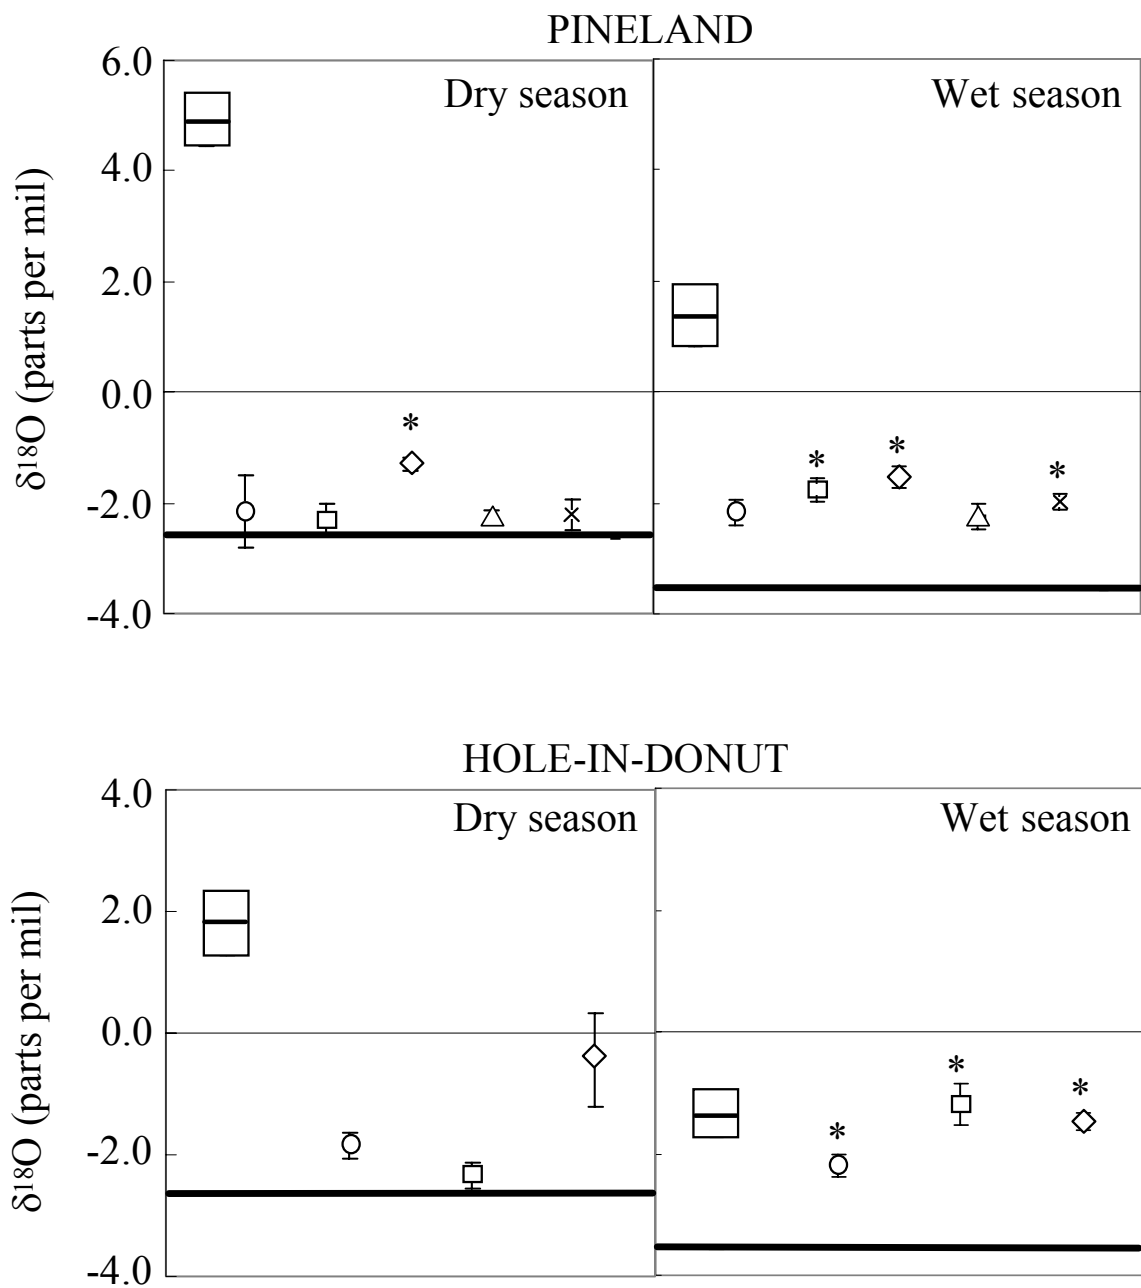 PINELAND
Dry season
Wet season
δ18O (parts per mil)
6.0
4.0
2.0
0.0
-2.0
-4.0
*
*
*
*
HOLE-IN-DONUT
Dry season
Wet season
δ18O (parts per mil)
4.0
2.0
0.0
-2.0
-4.0
*
*
*